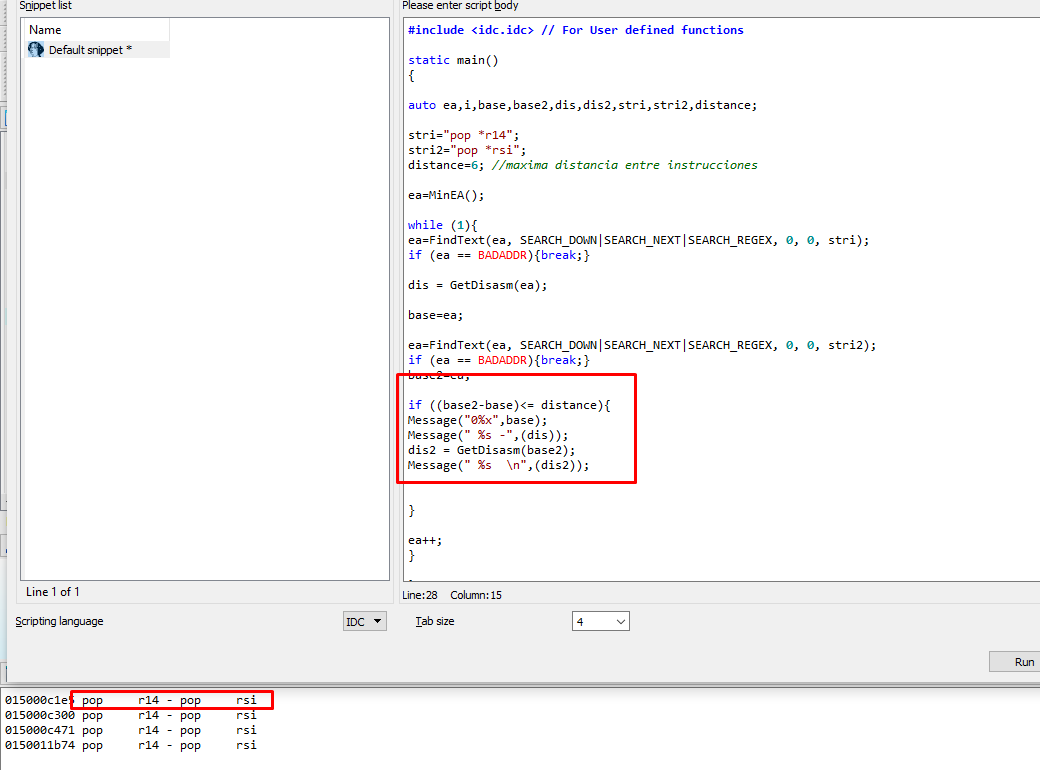 Snippet list
Please enter script body
Name
Default snippet *
#include <idc.idc> // For User defined functions
static main()
{
auto ea,i,base,base2,dis,dis2,stri,stri2,distance;
stri="pop *r14";
stri2="pop *rsi";
distance=6; //maxima distancia entre instrucciones
ea=MinEA();
while (1){
ea=FindText(ea, SEARCH_DOWN|SEARCH_NEXT|SEARCH_REGEX, 0, 0, stri);
if (ea == BADADDR){break;}
dis = GetDisasm(ea);
base=ea;
ea=FindText(ea, SEARCH_DOWN|SEARCH_NEXT|SEARCH_REGEX, 0, 0, stri2);
if (ea == BADADDR){break;}
base2=ea;
if ((base2-base)<= distance){
Message("0%x",base);
Message(" %s -",(dis));
dis2 = GetDisasm(base2);
Message(" %s  \n",(dis2));
}
ea++;
}
Line 1 of 1
Line:28 Column:15
Scripting language
IDC
Tab size
4
Run
015000c1e5 pop r14 - pop rsi
015000c300 pop r14 - pop rsi
015000c471 pop r14 - pop rsi
0150011b74 pop r14 - pop rsi